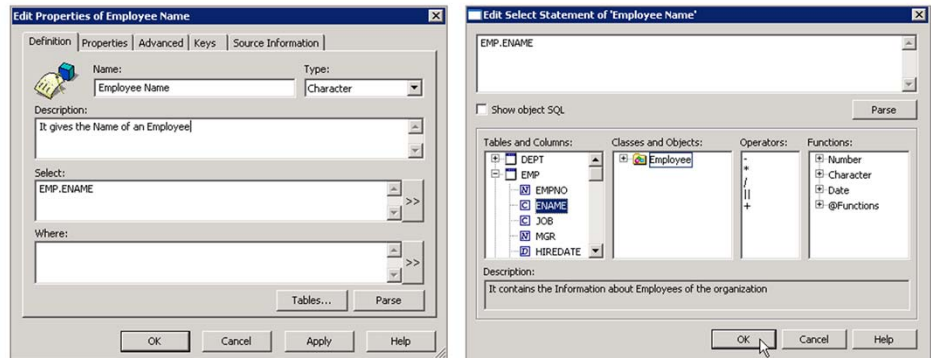 Edit Properties of Employee Name
Definition Properties Advanced Keys Source Information
Name: Type:
Employee Name Character
Description:
It gives the Name of an Employee
Select:
EMP.ENAME
>>
Where:
>>
Tables... Parse
OK Cancel Apply Help
Edit Select Statement of 'Employee Name'
EMP.ENAME
Show object SQL Parse
Tables and Columns: Classes and Objects: Operators: Functions:
DEPT Employee - Number
EMP * Character
EMPNO / Date
ENAME || @Functions
JOB +
MGR
HIREDATE
Description:
It contains the Information about Employees of the organization
OK Cancel Help